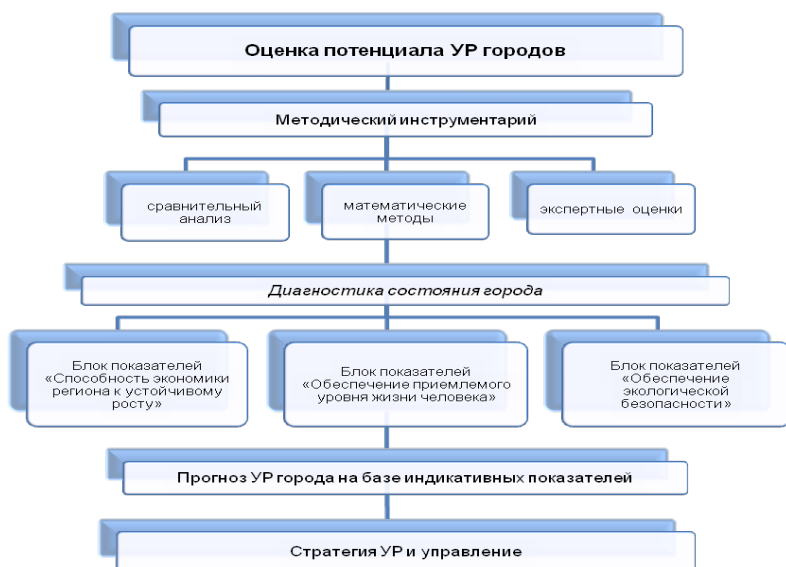 Оценка потенциала УР городов
Методический инструментарий
сравнительный
анализ
математические
методы
экспертные оценки
Диагностика состояния города
Блок показателей
«Способность экономики
региона к устойчивому
росту»
Блок показателей
«Обеспечение приемлемого
уровня жизни человека»
Блок показателей
«Обеспечение
экологической
безопасности»
Прогноз УР города на базе индикативных показателей
Стратегия УР и управление